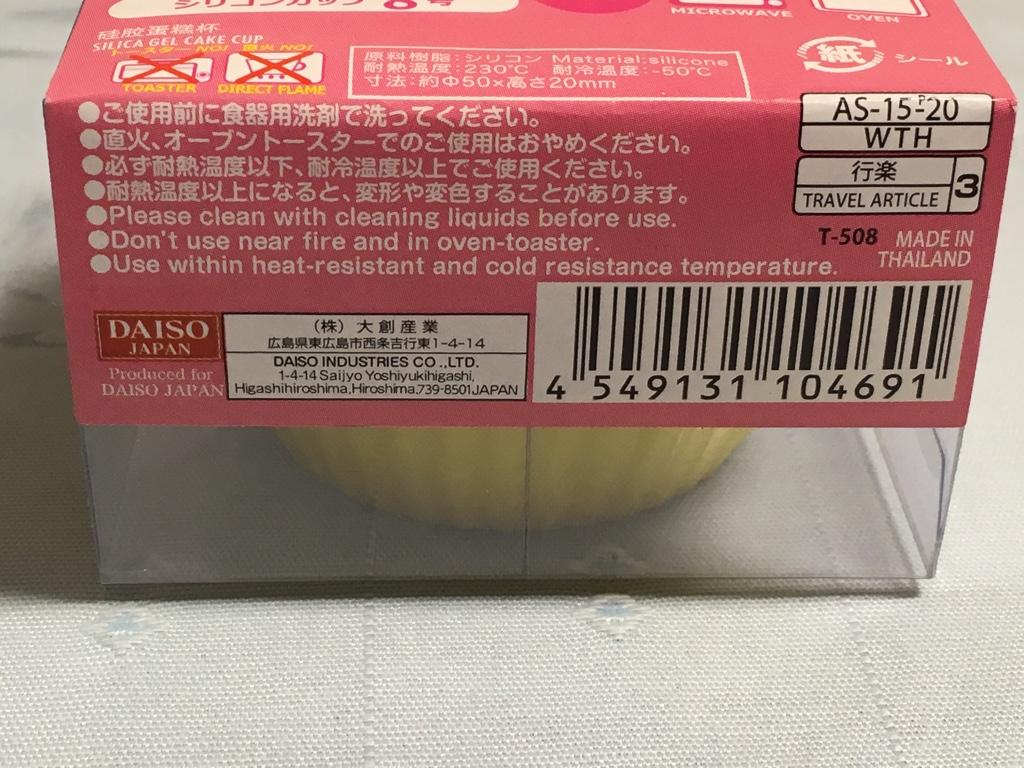 シリコンカップ 8号
MICROWAVE
OVEN
硅胶蛋糕杯
SILICA GEL CAKE CUP
トースター NO! 直火 NO!
TOASTER DIRECT FLAME
原料樹脂:シリコン Material:silicone
耐熱温度:230℃ 耐冷温度:-50℃
寸法:約Φ50×高さ20mm
紙 シール
●ご使用前に食器用洗剤で洗ってください。
●直火、オーブントースターでのご使用はおやめください。
●必ず耐熱温度以下、耐冷温度以上でご使用ください。
●耐熱温度以上になると、変形や変色することがあります。
●Please clean with cleaning liquids before use.
●Don't use near fire and in oven-toaster.
●Use within heat-resistant and cold resistance temperature.
AS-15-P20
WTH
行楽
TRAVEL ARTICLE 3
T-508 MADE IN
THAILAND
DAISO
JAPAN
Produced for
DAISO JAPAN
(株)大創産業
広島県東広島市西条吉行東1-4-14
DAISO INDUSTRIES CO.,LTD.
1-4-14 Saijyo Yoshiyukihigashi,
Higashihiroshima,Hiroshima.739-8501JAPAN
4 549131 104691